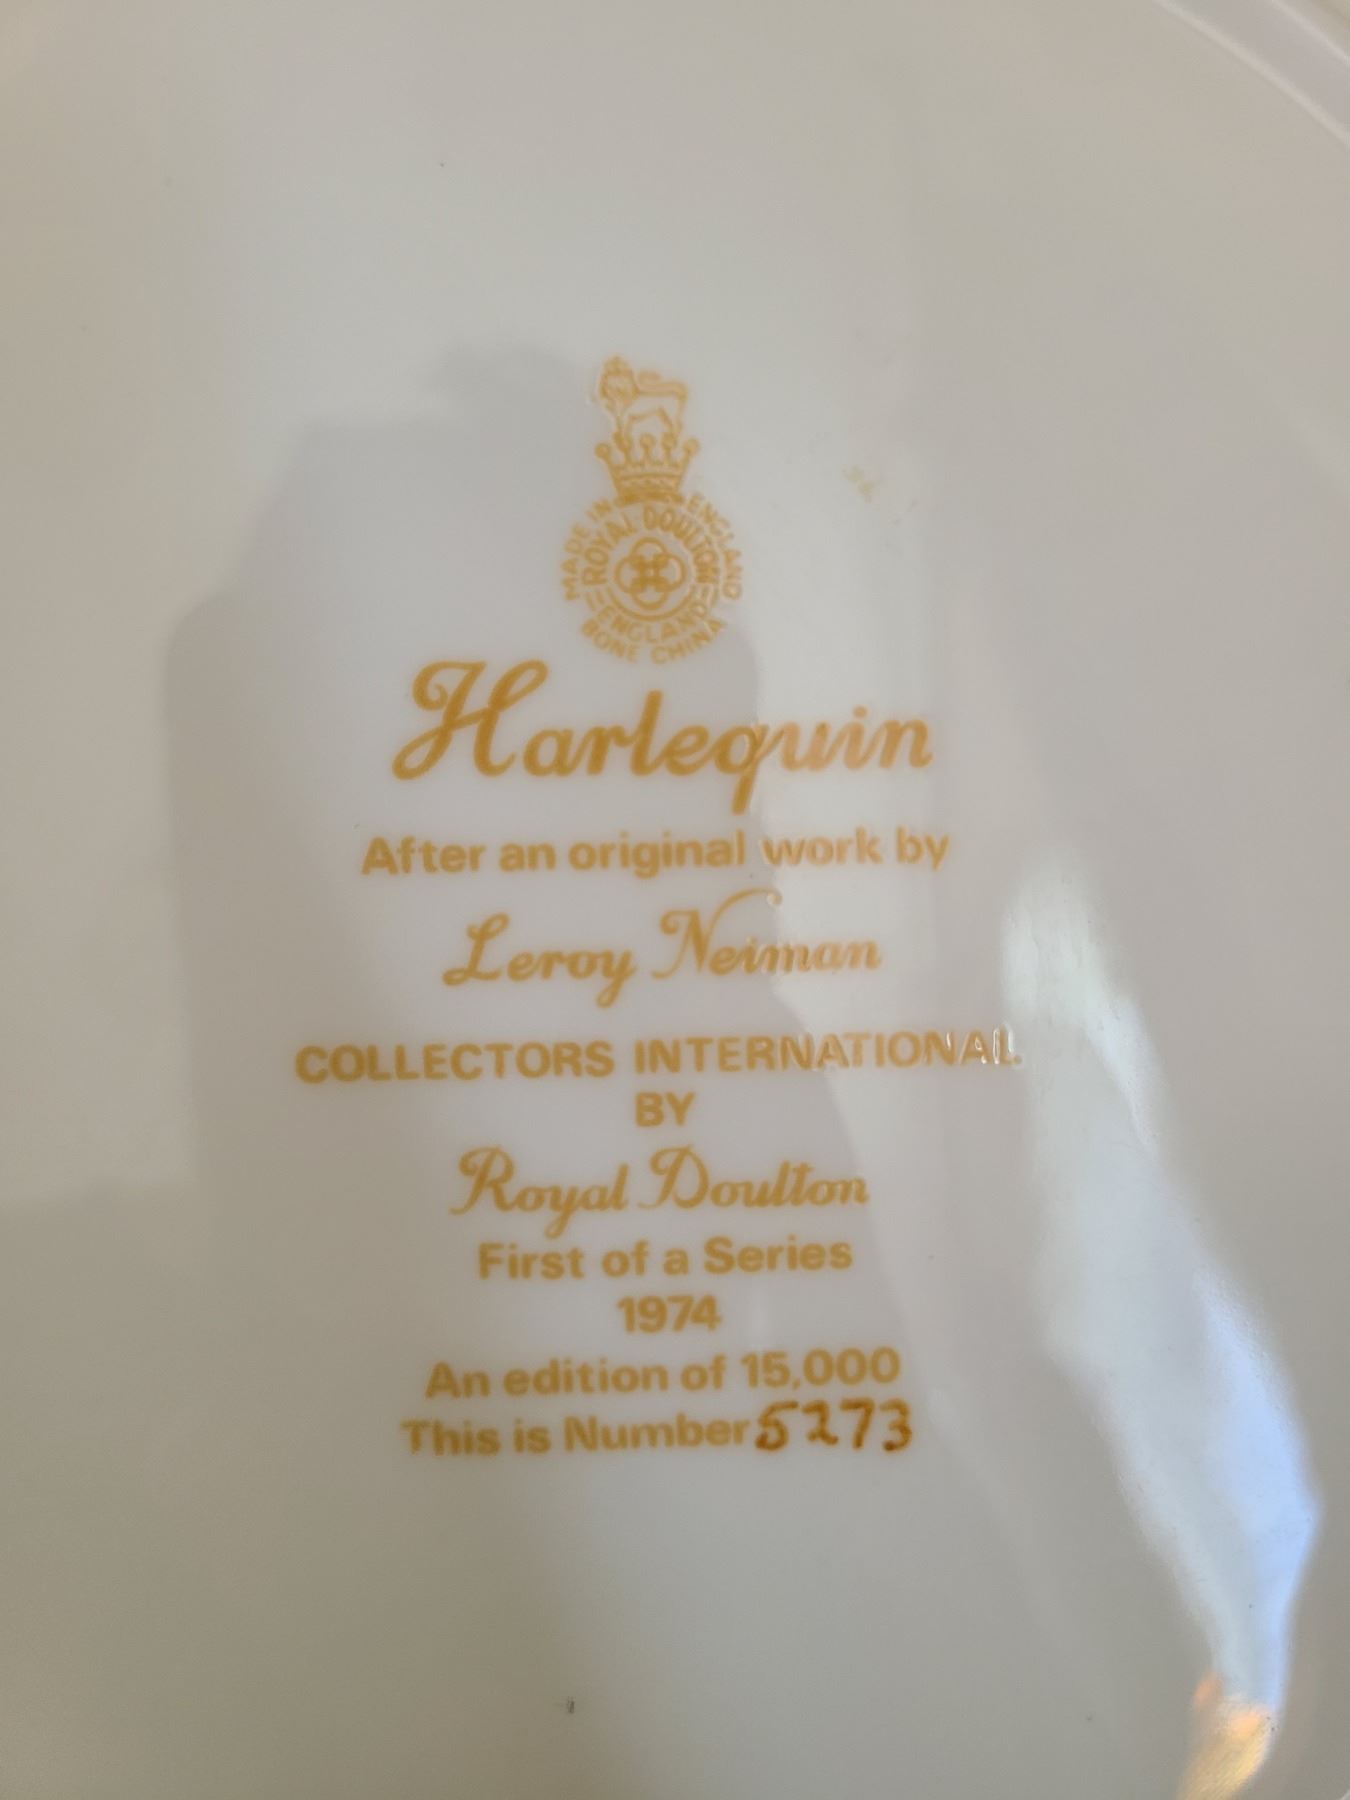 MADE IN ENGLAND
ROYAL DOULTON
ENGLAND
BONE CHINA
Harlequin
After an original work by
Leroy Neiman
COLLECTORS INTERNATIONAL
BY
Royal Doulton
First of a Series
1974
An edition of 15,000
This is Number 5273